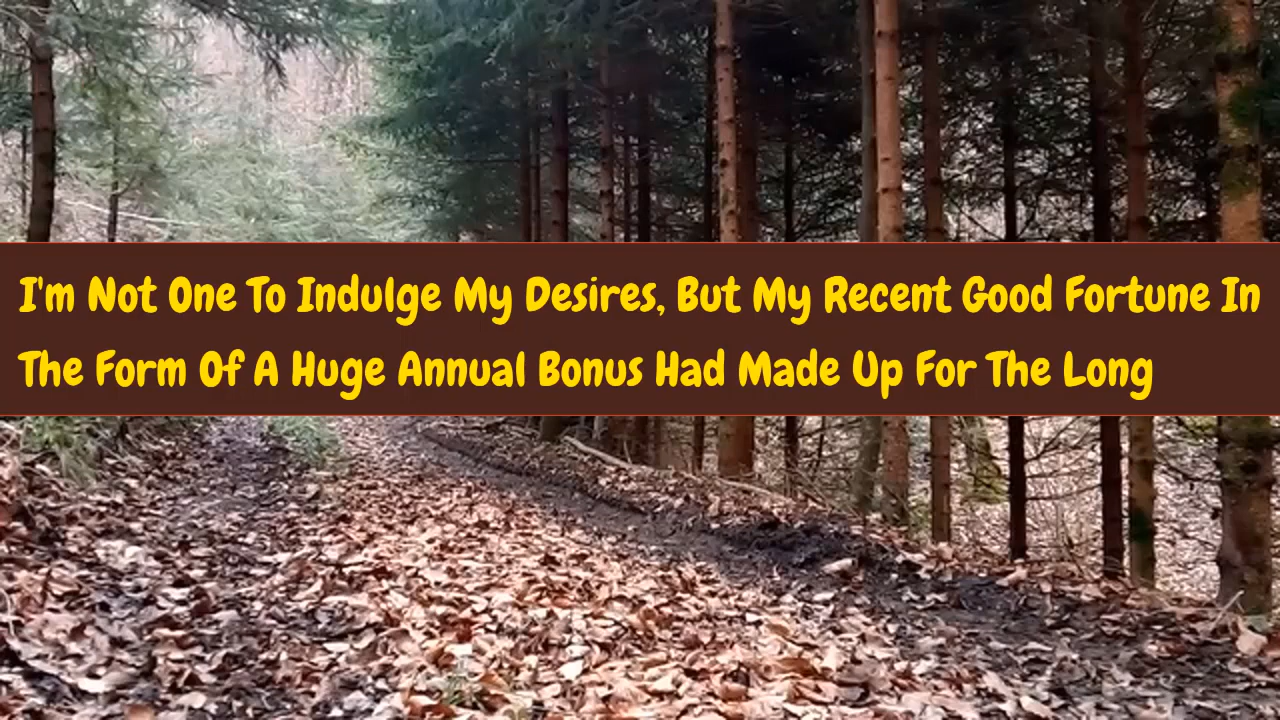 I'm Not One To Indulge My Desires, But My Recent Good Fortune In
The Form Of A Huge Annual Bonus Had Made Up For The Long